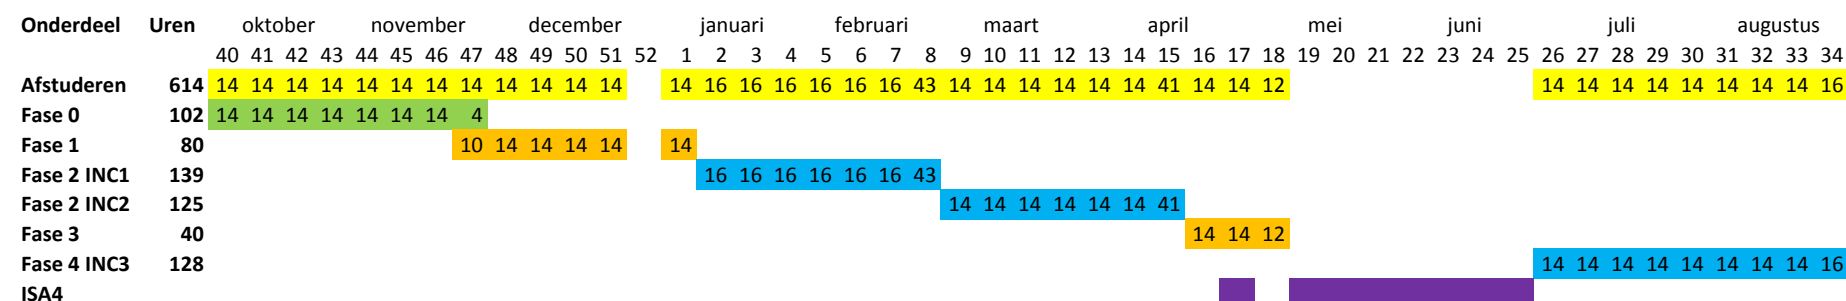 Onderdeel Uren oktober november december januari februari maart april mei juni juli augustus
40 41 42 43 44 45 46 47 48 49 50 51 52 1 2 3 4 5 6 7 8 9 10 11 12 13 14 15 16 17 18 19 20 21 22 23 24 25 26 27 28 29 30 31 32 33 34
Afstuderen 614 14 14 14 14 14 14 14 14 14 14 14 14 14 16 16 16 16 16 16 43 14 14 14 14 14 14 41 14 14 12 14 14 14 14 14 14 14 14 16
Fase 0 102 14 14 14 14 14 14 14 4
Fase 1 80 10 14 14 14 14 14
Fase 2 INC1 139 16 16 16 16 16 16 43
Fase 2 INC2 125 14 14 14 14 14 14 41
Fase 3 40 14 14 12
Fase 4 INC3 128 14 14 14 14 14 14 14 14 16
ISA4